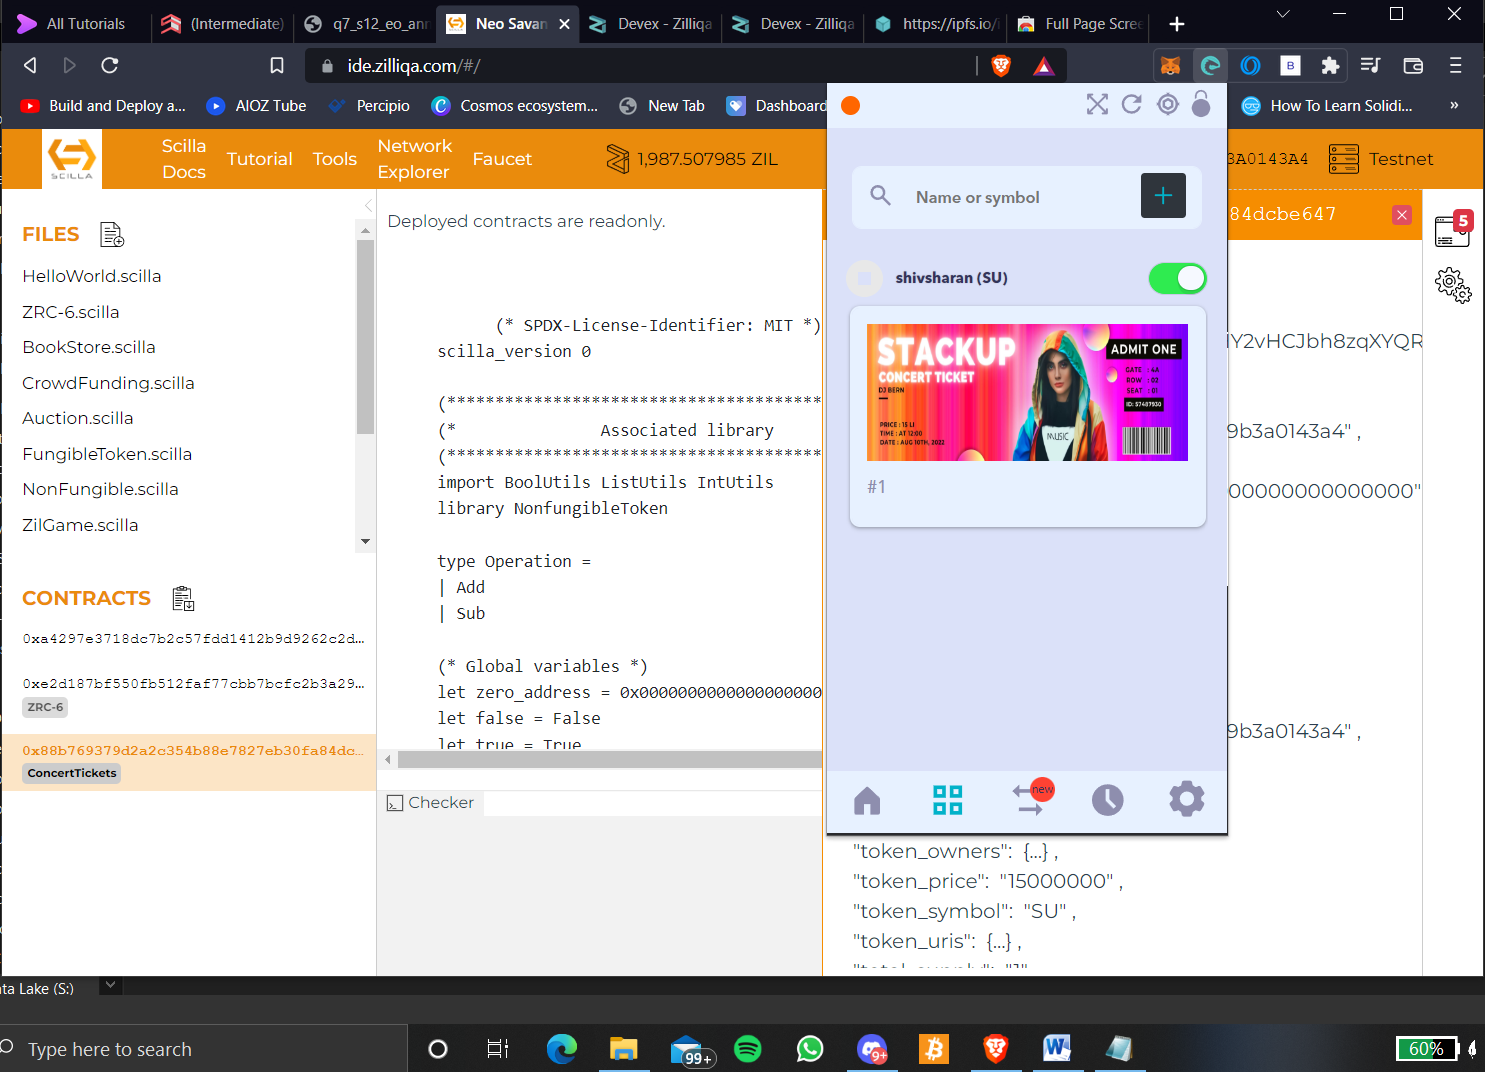 All Tutorials
(Intermediate)
q7_s12_eo_ann
Neo Savan
Devex - Zilliqa
Devex - Zilliqa
https://ipfs.io/i
Full Page Scree
ide.zilliqa.com/#/
B
Build and Deploy a...
AIOZ Tube
Percipio
Cosmos ecosystem...
New Tab
Dashboard
How To Learn Solidi...
»
SCILLA
Scilla Docs
Tutorial
Tools
Network Explorer
Faucet
1,987.507985 ZIL
3A0143A4
Testnet
FILES
HelloWorld.scilla
ZRC-6.scilla
BookStore.scilla
CrowdFunding.scilla
Auction.scilla
FungibleToken.scilla
NonFungible.scilla
ZilGame.scilla
CONTRACTS
0xa4297e3718dc7b2c57fdd1412b9d9262c2d…
0xe2d187bf550fb512faf77cbb7bcfc2b3a29…
ZRC-6
0x88b769379d2a2c354b88e7827eb30fa84dc…
ConcertTickets
Deployed contracts are readonly.
(* SPDX-License-Identifier: MIT *)
scilla_version 0
(***************************************
(* Associated library
(***************************************
import BoolUtils ListUtils IntUtils
library NonfungibleToken
type Operation =
| Add
| Sub
(* Global variables *)
let zero_address = 0x0000000000000000000
let false = False
let true = True
Checker
Name or symbol
+
shivsharan (SU)
STACKUP
CONCERT TICKET
DJ BERN
PRICE : 15 LI
TIME : AT 12:00
DATE : AUG 10TH, 2022
MUSIC
ADMIT ONE
GATE : 4A
ROW : 02
SEAT : 01
ID: 57487930
#1
new
84dcbe647
5
IY2vHCJbh8zqXYQR
9b3a0143a4" ,
00000000000000"
9b3a0143a4" ,
"token_owners": {...} ,
"token_price": "15000000" ,
"token_symbol": "SU" ,
"token_uris": {...} ,
"total_supply": "1"
ta Lake (S:)
Type here to search
99+
9+
60%